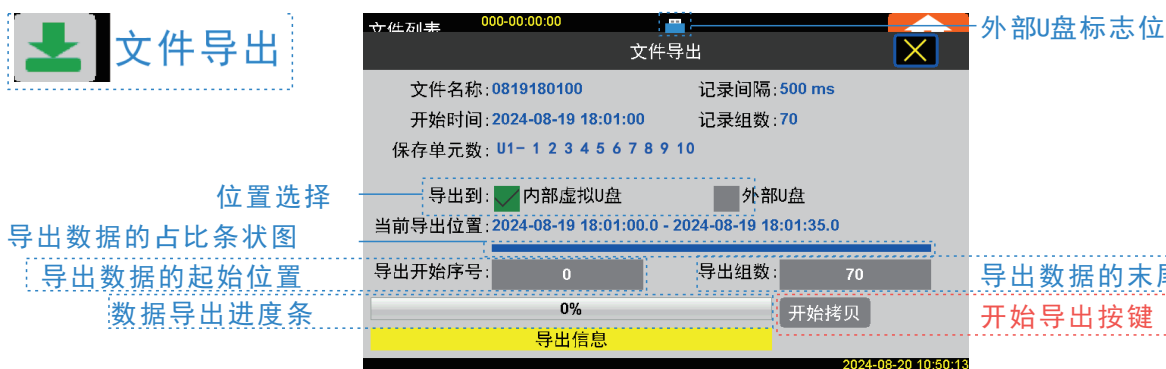 文件导出
文件列表 000-00:00:00
外部U盘标志位
文件导出
文件名称:0819180100 记录间隔:500 ms
开始时间:2024-08-19 18:01:00 记录组数:70
保存单元数: U1- 1 2 3 4 5 6 7 8 9 10
位置选择 导出到: 内部虚拟U盘 外部U盘
当前导出位置:2024-08-19 18:01:00.0 - 2024-08-19 18:01:35.0
导出数据的占比条状图
导出数据的起始位置 导出开始序号: 0 导出组数: 70 导出数据的末
数据导出进度条 0% 开始拷贝 开始导出按键
导出信息
2024-08-20 10:50:13